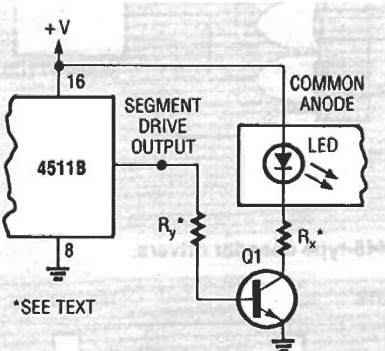 +V
16
COMMON
ANODE
SEGMENT
DRIVE
OUTPUT
LED
4511B
Ry*
Rx*
8
Q1
*SEE TEXT